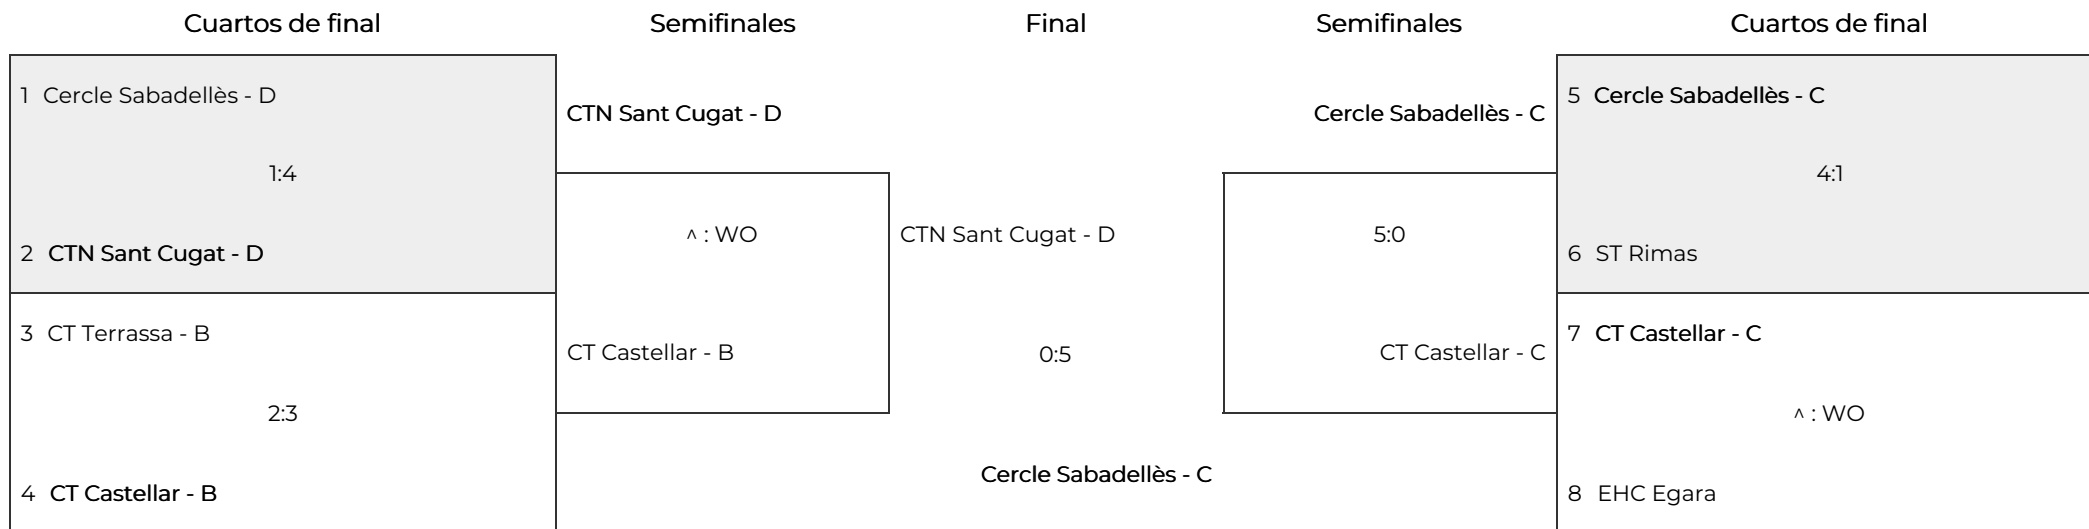 Cuartos de final
Semifinales
Final
Semifinales
Cuartos de final
1 Cercle Sabadellès - D
1:4
2 CTN Sant Cugat - D
3 CT Terrassa - B
2:3
4 CT Castellar - B
CTN Sant Cugat - D
^ : WO
CT Castellar - B
CTN Sant Cugat - D
0:5
Cercle Sabadellès - C
Cercle Sabadellès - C
5:0
CT Castellar - C
5 Cercle Sabadellès - C
4:1
6 ST Rimas
7 CT Castellar - C
^ : WO
8 EHC Egara